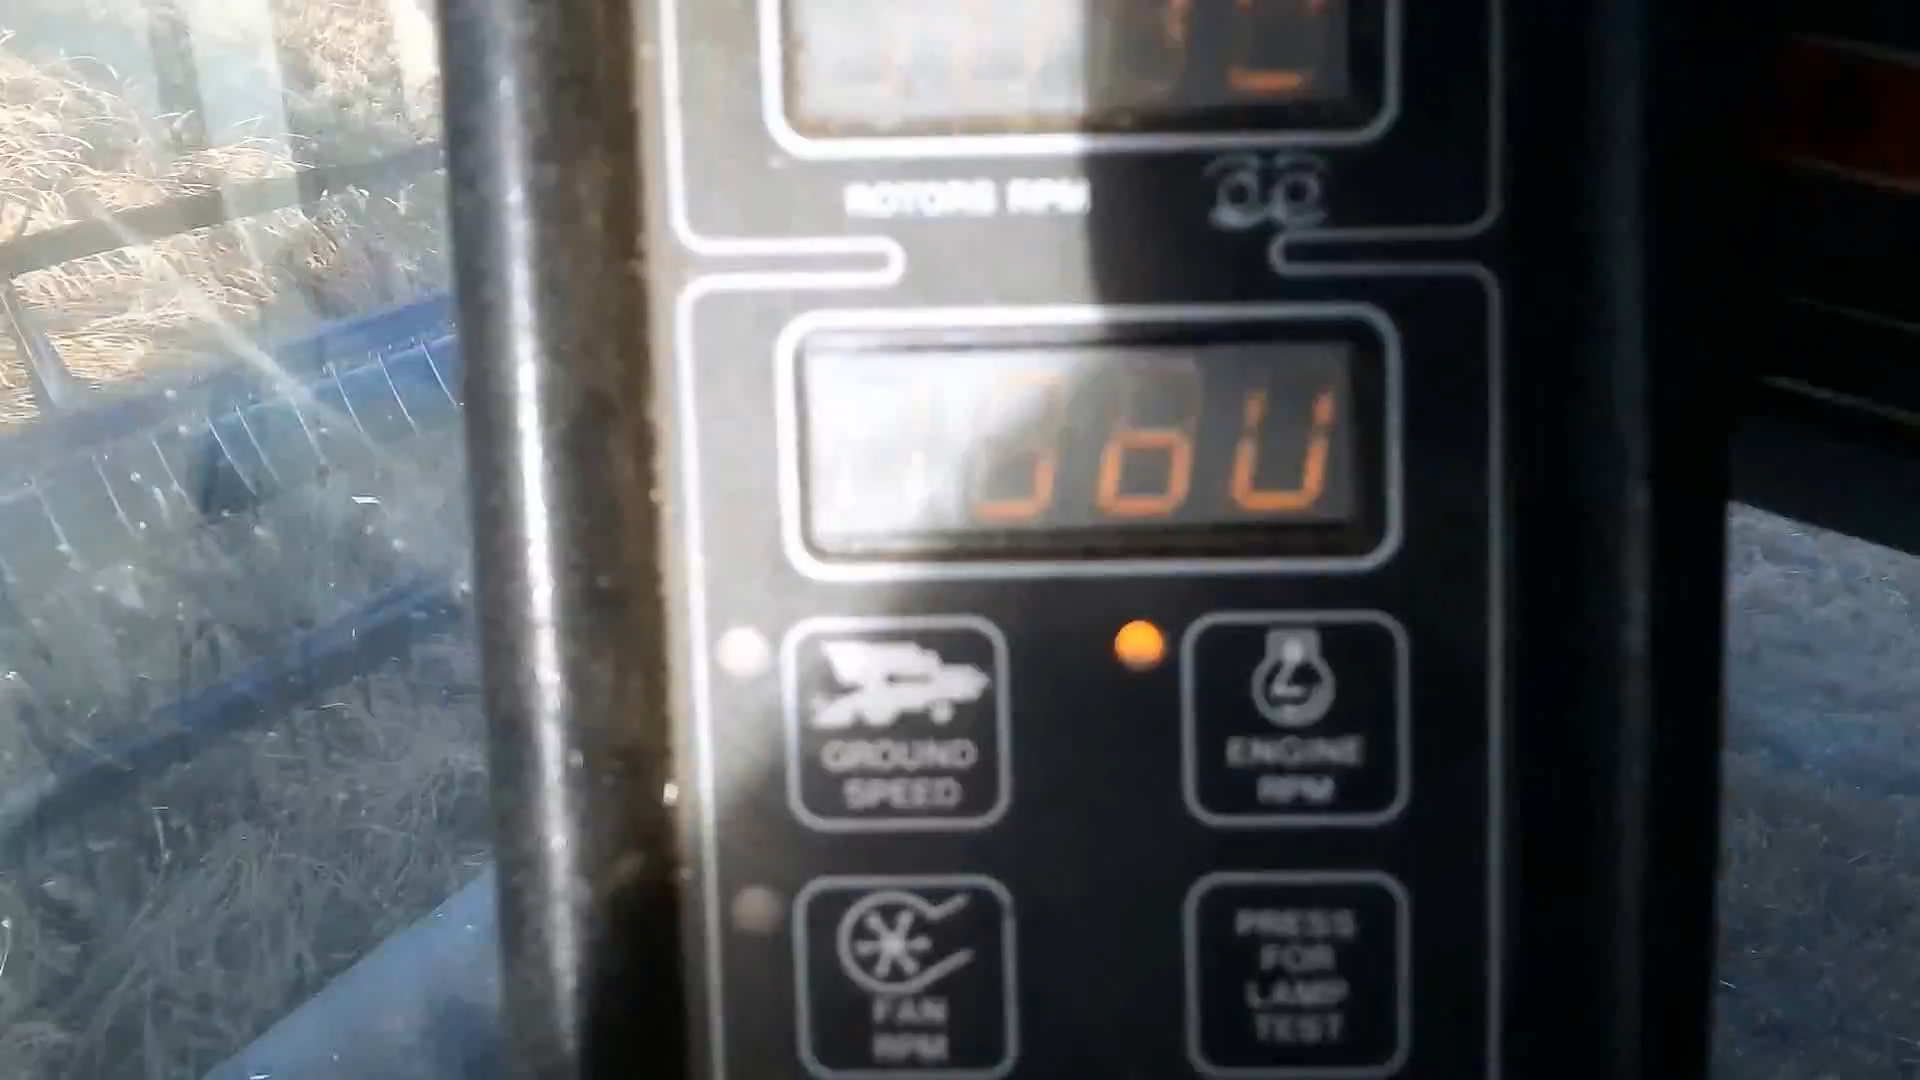 ROTORS RPM
GROUND
SPEED
ENGINE
RPM
FAN
RPM
PRESS
FOR
LAMP
TEST